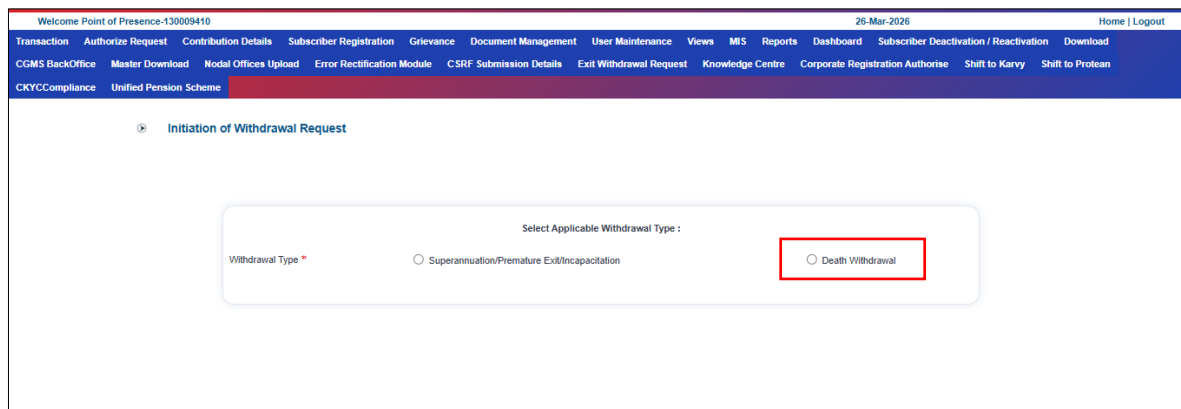 Welcome Point of Presence-130009410 26-Mar-2026 Home | Logout
Transaction Authorize Request Contribution Details Subscriber Registration Grievance Document Management User Maintenance Views MIS Reports Dashboard Subscriber Deactivation / Reactivation Download
CGMS BackOffice Master Download Nodal Offices Upload Error Rectification Module CSRF Submission Details Exit Withdrawal Request Knowledge Centre Corporate Registration Authorise Shift to Karvy Shift to Protean
CKYCCompliance Unified Pension Scheme
Initiation of Withdrawal Request
Select Applicable Withdrawal Type :
Withdrawal Type * Superannuation/Premature Exit/Incapacitation Death Withdrawal